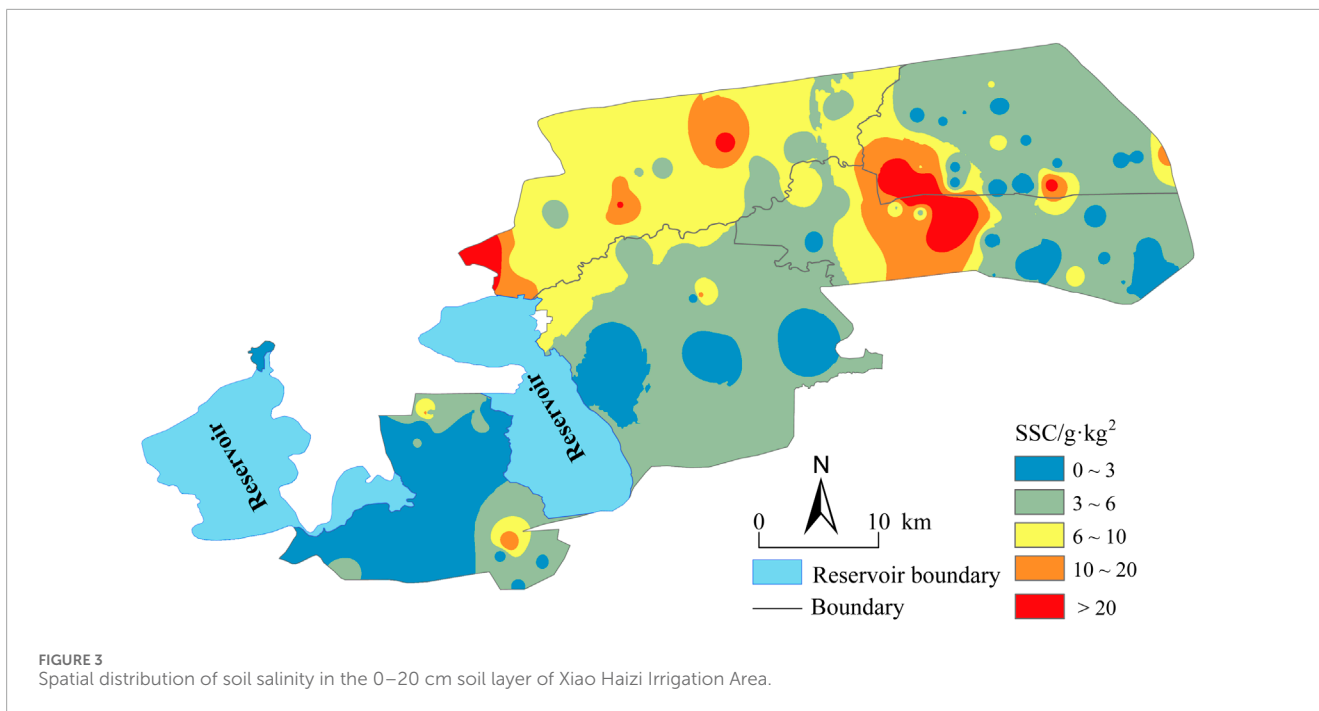 Reservoir
Reservoir
N
0 10 km
Reservoir boundary
Boundary
SSC/g·kg²
0 ~ 3
3 ~ 6
6 ~ 10
10 ~ 20
> 20
FIGURE 3
Spatial distribution of soil salinity in the 0–20 cm soil layer of Xiao Haizi Irrigation Area.